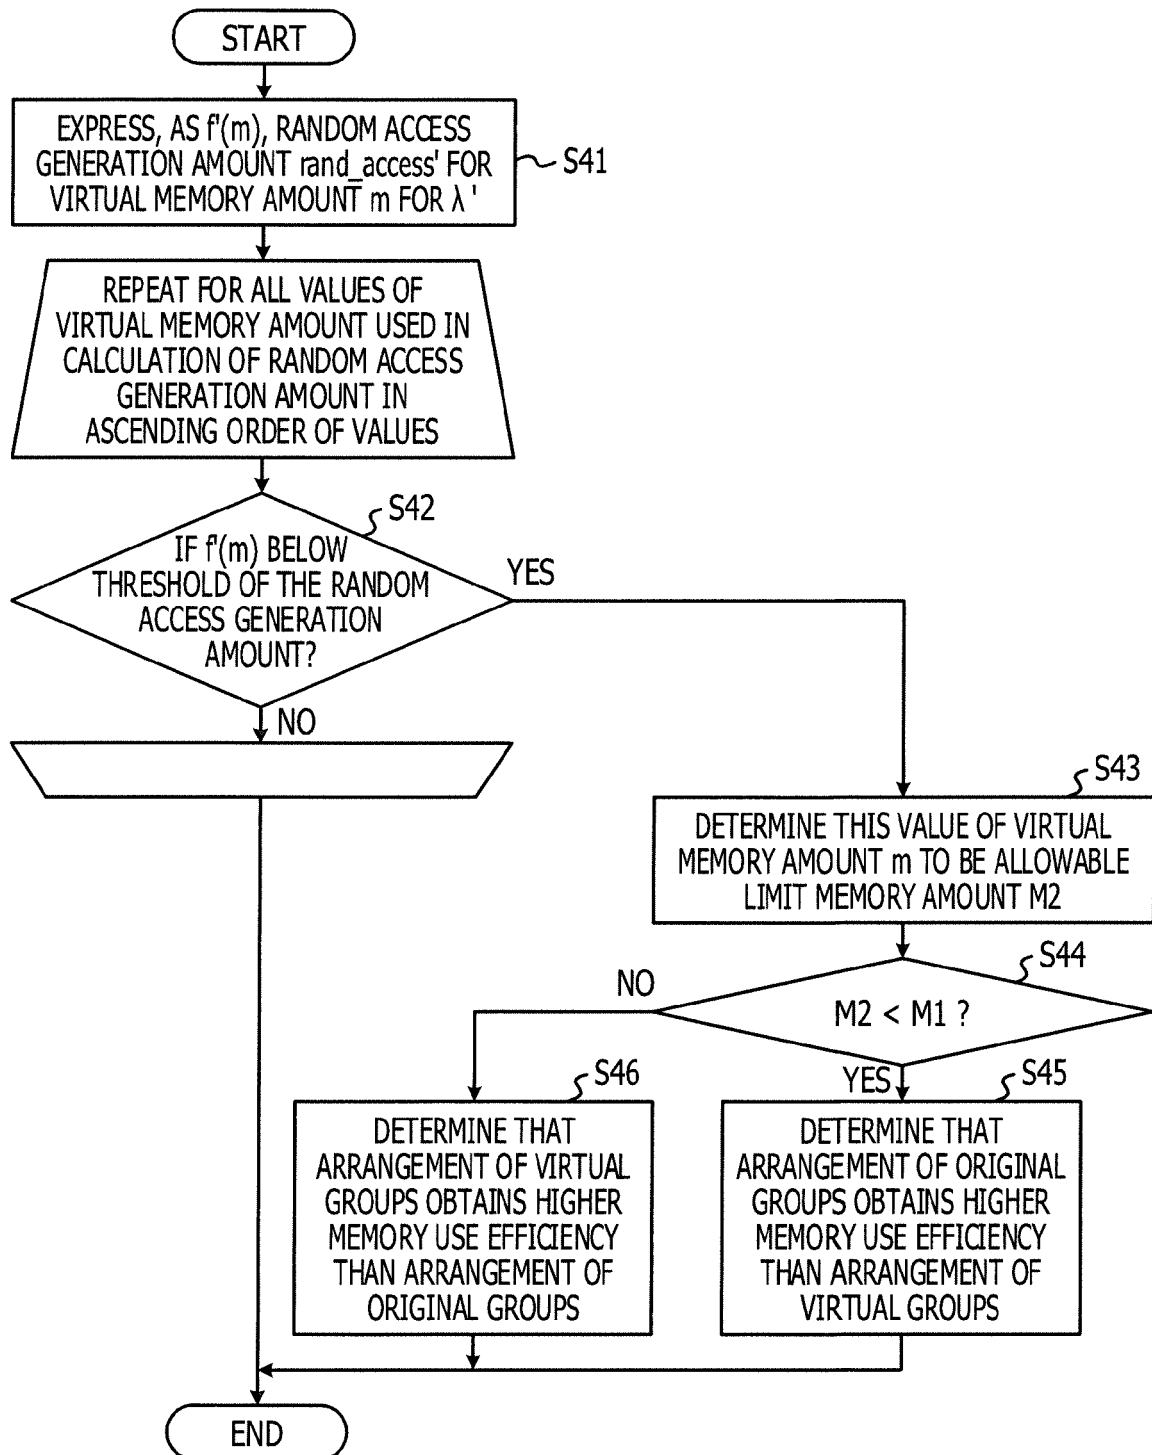 START
EXPRESS, AS f'(m), RANDOM ACCESS
GENERATION AMOUNT rand_access' FOR
VIRTUAL MEMORY AMOUNT m FOR λ'
S41
REPEAT FOR ALL VALUES OF
VIRTUAL MEMORY AMOUNT USED IN
CALCULATION OF RANDOM ACCESS
GENERATION AMOUNT IN
ASCENDING ORDER OF VALUES
S42
IF f'(m) BELOW
THRESHOLD OF THE RANDOM
ACCESS GENERATION
AMOUNT?
YES
NO
S43
DETERMINE THIS VALUE OF VIRTUAL
MEMORY AMOUNT m TO BE ALLOWABLE
LIMIT MEMORY AMOUNT M2
S44
NO
M2 < M1 ?
YES
S46
DETERMINE THAT
ARRANGEMENT OF VIRTUAL
GROUPS OBTAINS HIGHER
MEMORY USE EFFICIENCY
THAN ARRANGEMENT OF
ORIGINAL GROUPS
S45
DETERMINE THAT
ARRANGEMENT OF ORIGINAL
GROUPS OBTAINS HIGHER
MEMORY USE EFFICIENCY
THAN ARRANGEMENT OF
VIRTUAL GROUPS
END